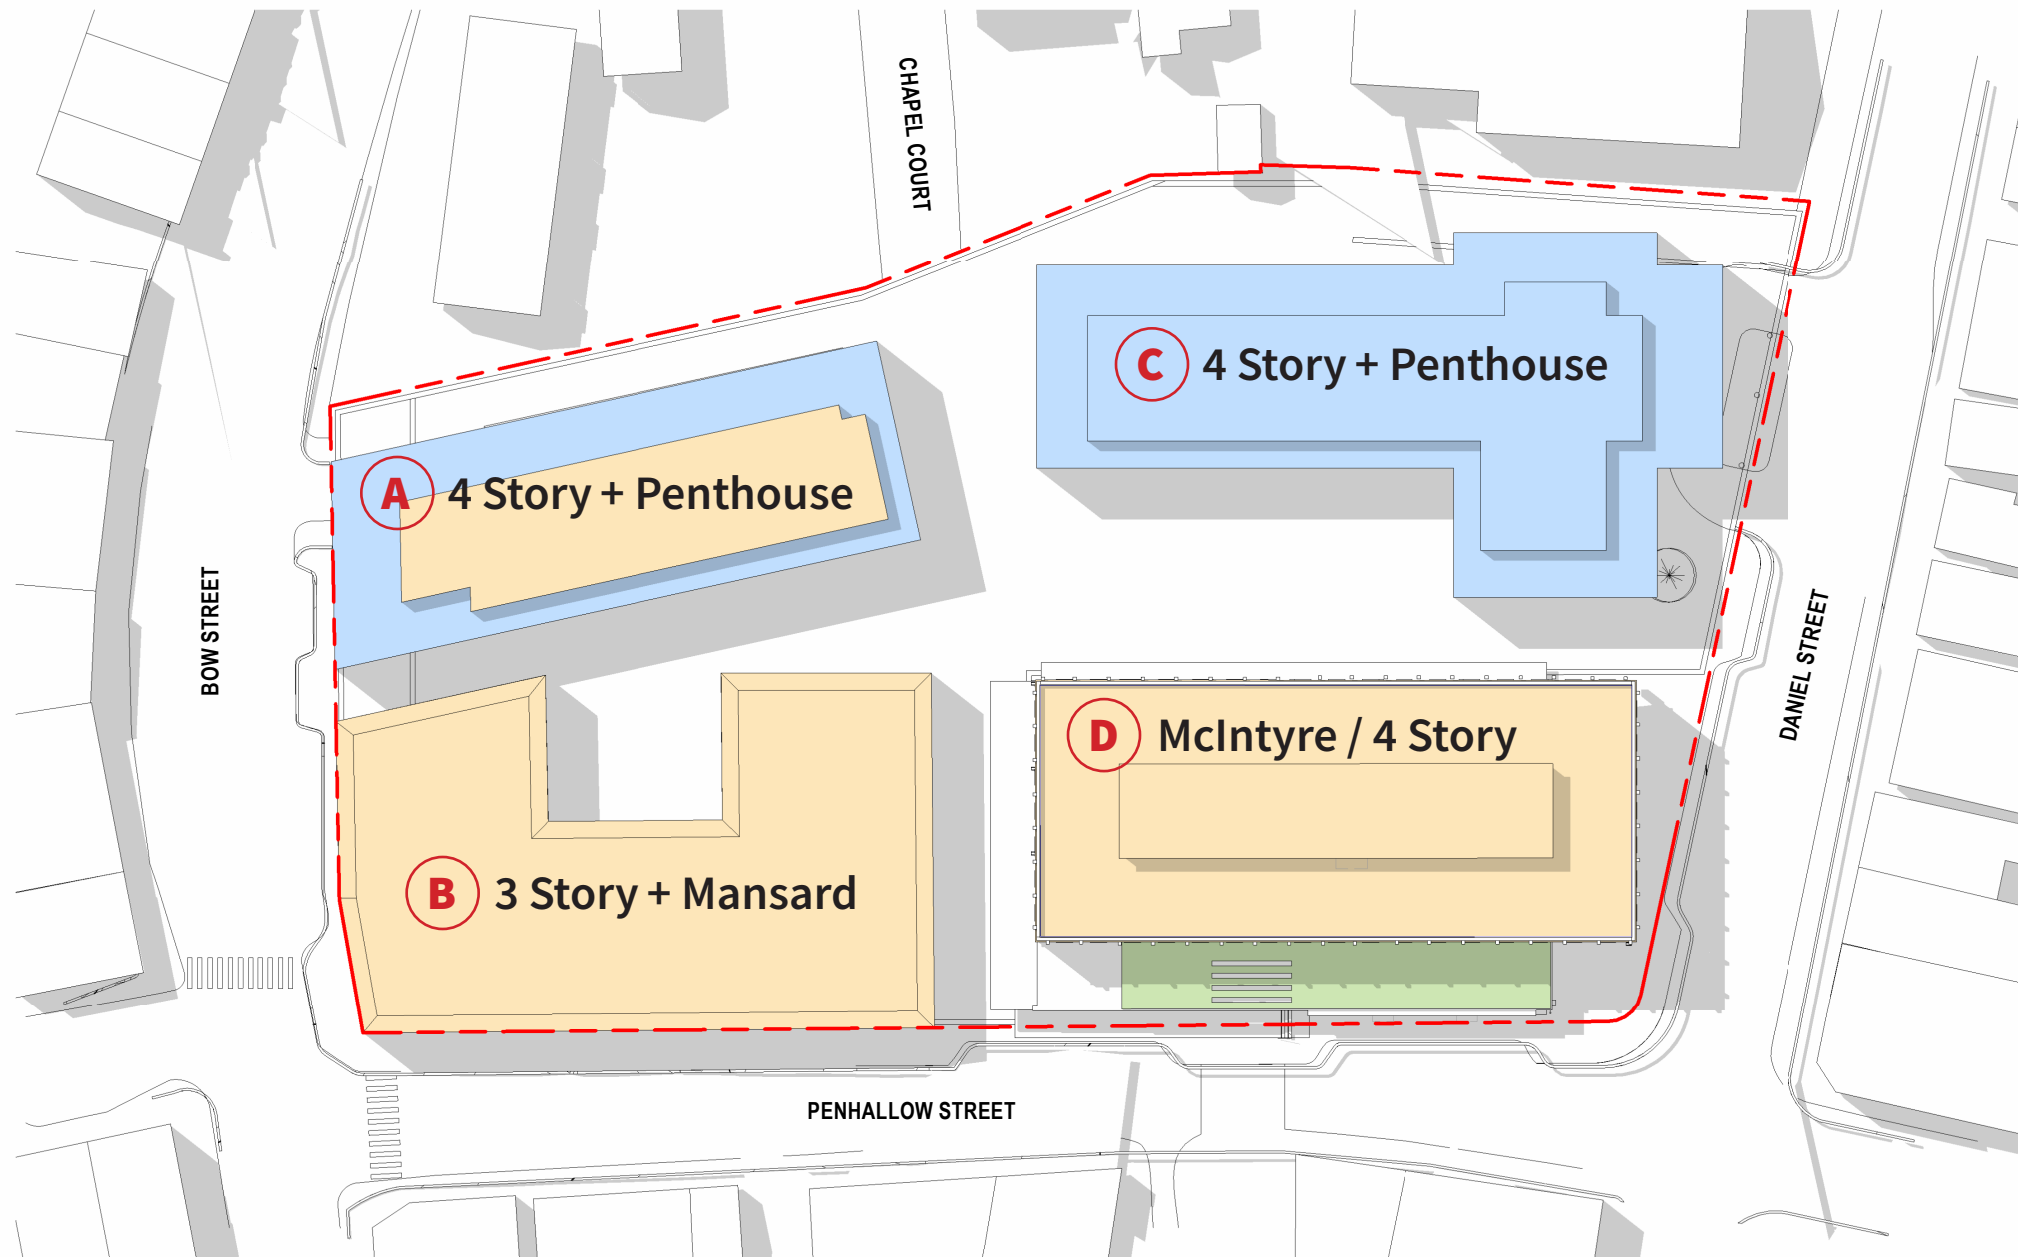 CHAPEL COURT
C 4 Story + Penthouse
A 4 Story + Penthouse
BOW STREET
DANIEL STREET
D McIntyre / 4 Story
B 3 Story + Mansard
PENHALLOW STREET